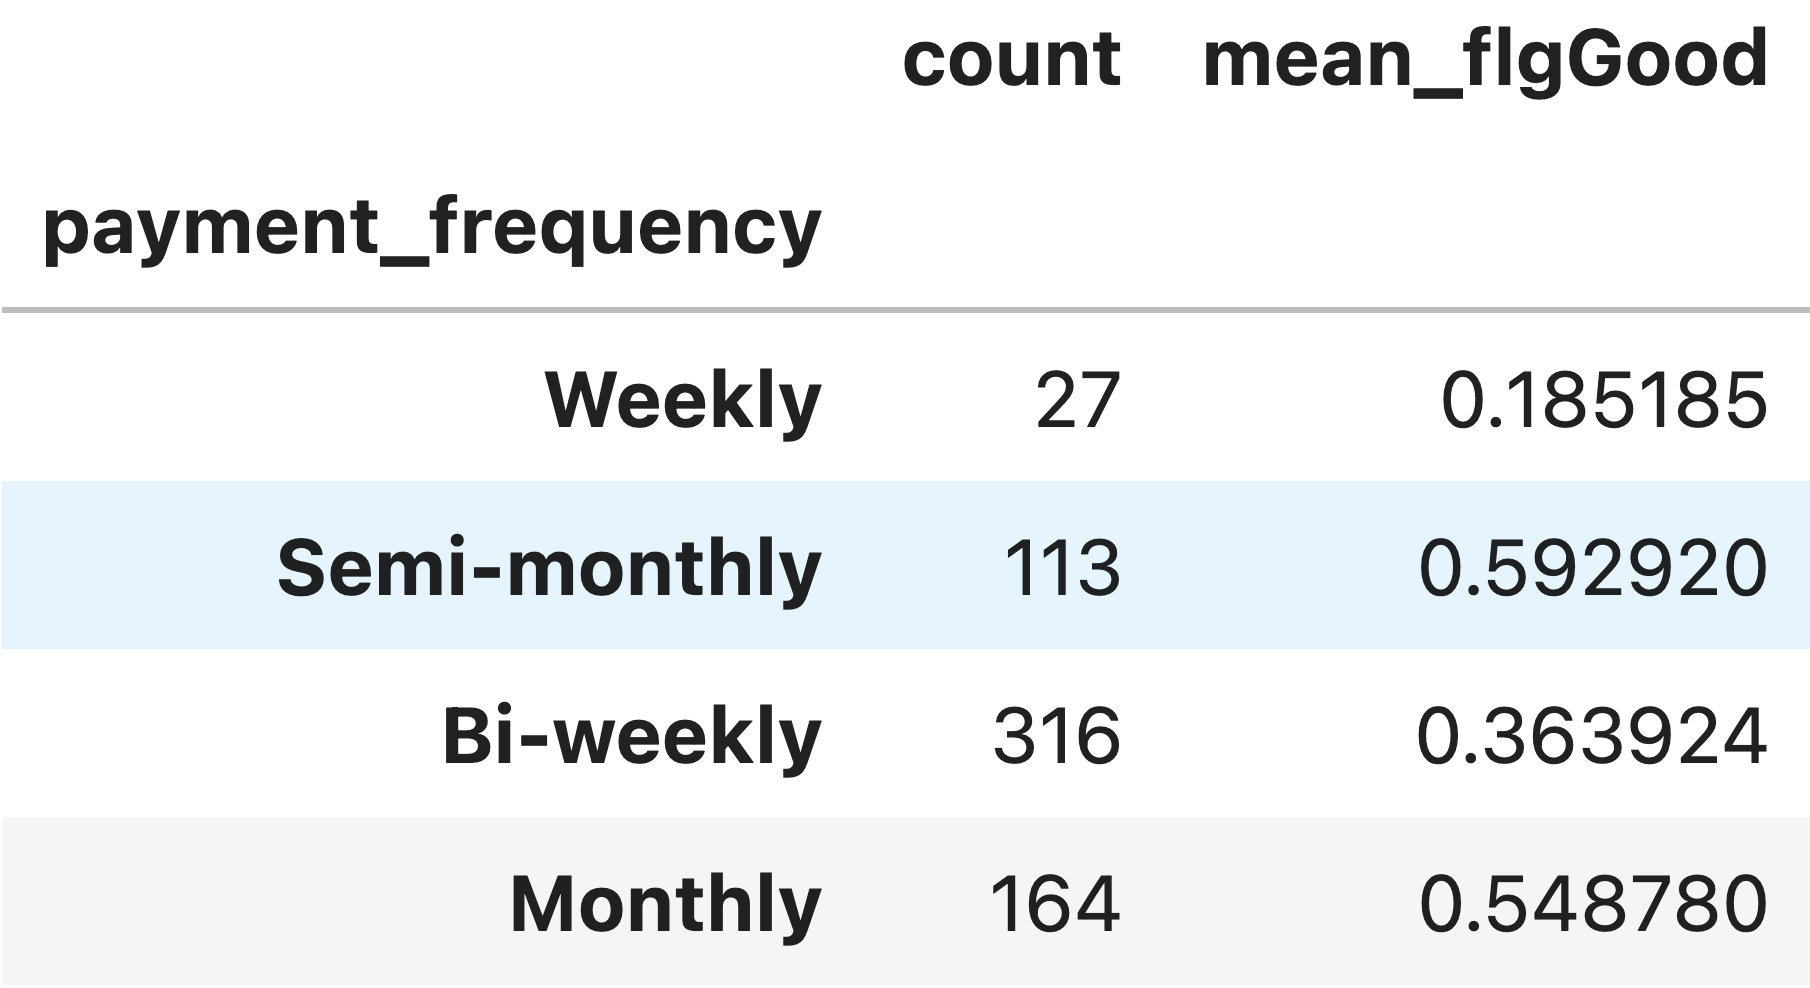 count mean_flgGood
payment_frequency
Weekly 27 0.185185
Semi-monthly 113 0.592920
Bi-weekly 316 0.363924
Monthly 164 0.548780